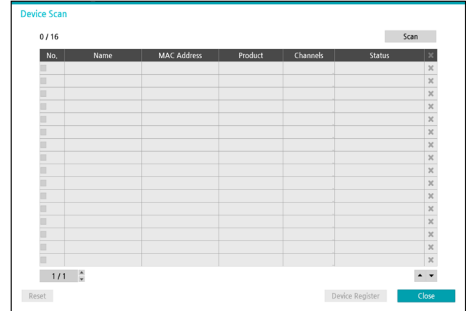 Device Scan
0 / 16
Scan
No. Name MAC Address Product Channels Status
1 / 1
Reset Device Register Close